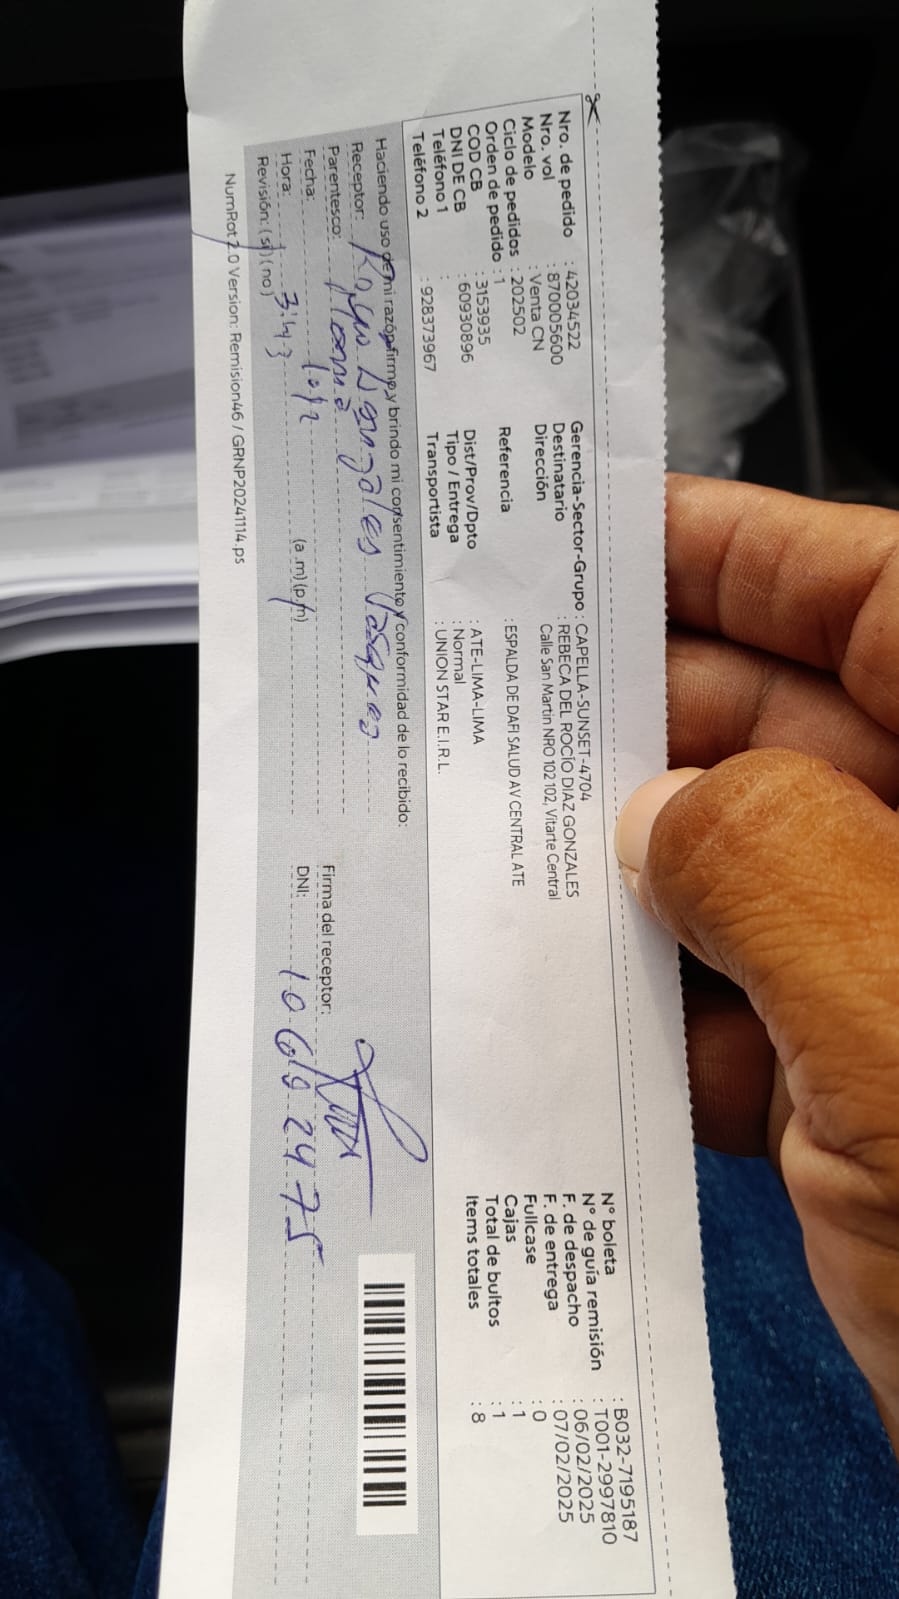 Nro. de pedido : 42034522
Nro. vol : 870005600
Modelo : Venta CN
Ciclo de pedidos : 202502
Orden de pedido : 1
COD CB : 3153935
DNI DE CB : 60930896
Teléfono 1 :
Teléfono 2 : 928373967
Gerencia-Sector-Grupo : CAPELLA-SUNSET-4704
Destinatario : REBECA DEL ROCÍO DIAZ GONZALES
Dirección Calle San Martin NRO 102 102, Vitarte Central
Referencia : ESPALDA DE DAFI SALUD AV CENTRAL ATE
Dist/Prov/Dpto : ATE-LIMA-LIMA
Tipo / Entrega : Normal
Transportista : UNION STAR E.I.R.L.
N° boleta : B032-7195187
N° de guía remisión : T001-2997810
F. de despacho : 06/02/2025
F. de entrega : 07/02/2025
Fullcase : 0
Cajas : 1
Total de bultos : 1
Items totales : 8
Haciendo uso de mi razón firmo y brindo mi consentimiento y conformidad de lo recibido:
Receptor: Gonzales
Parentesco: Mamá
Fecha:
Hora: 3:43 (a.m)(p.m)
Revisión: (si)(no)
Firma del receptor:
DNI: 10619 2475
NumRot 2.0 Version: Remision46 / GRNP20241114.ps